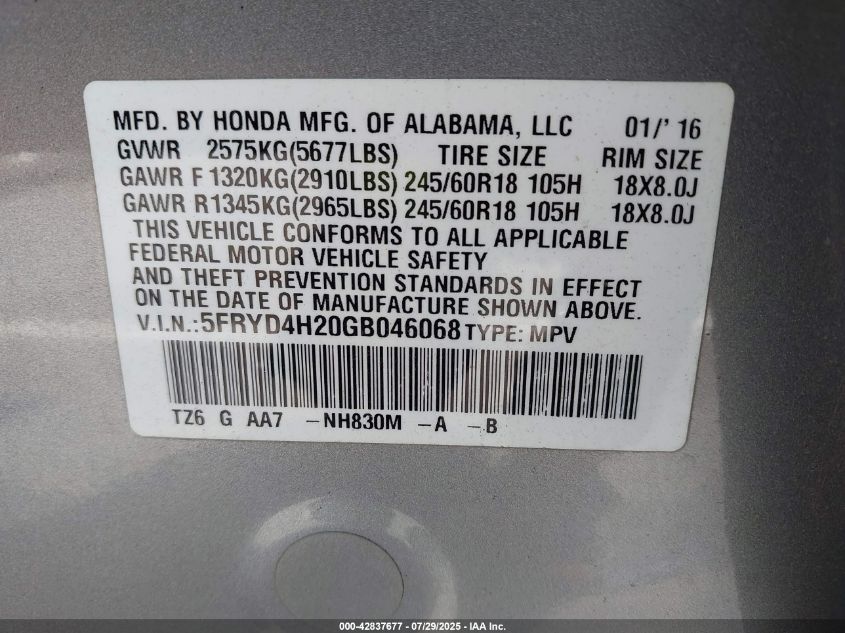 MFD. BY HONDA MFG. OF ALABAMA, LLC 01/' 16
GVWR 2575KG(5677LBS) TIRE SIZE RIM SIZE
GAWR F 1320KG(2910LBS) 245/60R18 105H 18X8.0J
GAWR R1345KG(2965LBS) 245/60R18 105H 18X8.0J
THIS VEHICLE CONFORMS TO ALL APPLICABLE
FEDERAL MOTOR VEHICLE SAFETY
AND THEFT PREVENTION STANDARDS IN EFFECT
ON THE DATE OF MANUFACTURE SHOWN ABOVE.
V.I.N.:5FRYD4H20GB046068 TYPE: MPV
TZ6 G AA7 -NH830M -A -B
000-42837677 - 07/29/2025 - IAA Inc.